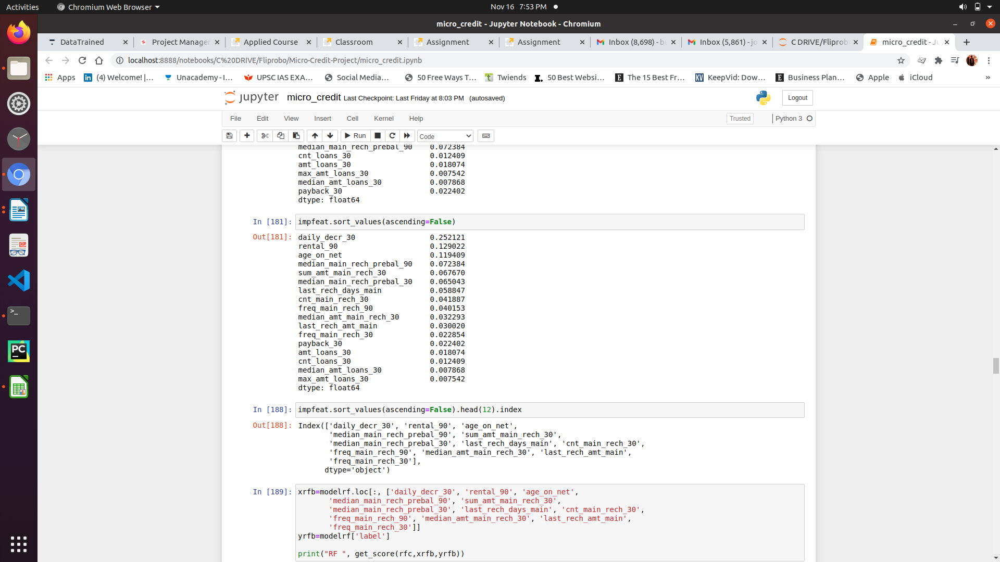 Activities Chromium Web Browser Nov 16 7:53 PM
micro_credit - Jupyter Notebook - Chromium
DataTrained Project Manager Applied Course Classroom Assignment Assignment Inbox (8,698) - b Inbox (5,861) - jo C DRIVE/Fliprob micro_credit - Ju
localhost:8888/notebooks/C%20DRIVE/Fliprobo/Micro-Credit-Project/micro_credit.ipynb
Apps (4) Welcome! |... Unacademy - I... UPSC IAS EXA... Social Media... 50 Free Ways T... Twiends 50 Best Websi... The 15 Best Fr... KV KeepVid: Dow... Business Plan... Apple iCloud »
jupyter micro_credit Last Checkpoint: Last Friday at 8:03 PM (autosaved) Logout
File Edit View Insert Cell Kernel Help Trusted Python 3
Run Code
median_main_rech_prebal_90 0.072384
cnt_loans_30 0.012409
amt_loans_30 0.018074
max_amt_loans_30 0.007542
median_amt_loans_30 0.007868
payback_30 0.022402
dtype: float64
In [181]: impfeat.sort_values(ascending=False)
Out[181]: daily_decr_30 0.252121
rental_90 0.129022
age_on_net 0.119409
median_main_rech_prebal_90 0.072384
sum_amt_main_rech_30 0.067670
median_main_rech_prebal_30 0.065043
last_rech_days_main 0.058847
cnt_main_rech_30 0.041887
freq_main_rech_90 0.040153
median_amt_main_rech_30 0.032293
last_rech_amt_main 0.030020
freq_main_rech_30 0.022854
payback_30 0.022402
amt_loans_30 0.018074
cnt_loans_30 0.012409
median_amt_loans_30 0.007868
max_amt_loans_30 0.007542
dtype: float64
In [188]: impfeat.sort_values(ascending=False).head(12).index
Out[188]: Index(['daily_decr_30', 'rental_90', 'age_on_net',
'median_main_rech_prebal_90', 'sum_amt_main_rech_30',
'median_main_rech_prebal_30', 'last_rech_days_main', 'cnt_main_rech_30',
'freq_main_rech_90', 'median_amt_main_rech_30', 'last_rech_amt_main',
'freq_main_rech_30'],
dtype='object')
In [189]: xrfb=modelrf.loc[:, ['daily_decr_30', 'rental_90', 'age_on_net',
'median_main_rech_prebal_90', 'sum_amt_main_rech_30',
'median_main_rech_prebal_30', 'last_rech_days_main', 'cnt_main_rech_30',
'freq_main_rech_90', 'median_amt_main_rech_30', 'last_rech_amt_main',
'freq_main_rech_30']]
yrfb=modelrf['label']
print("RF ", get_score(rfc,xrfb,yrfb))